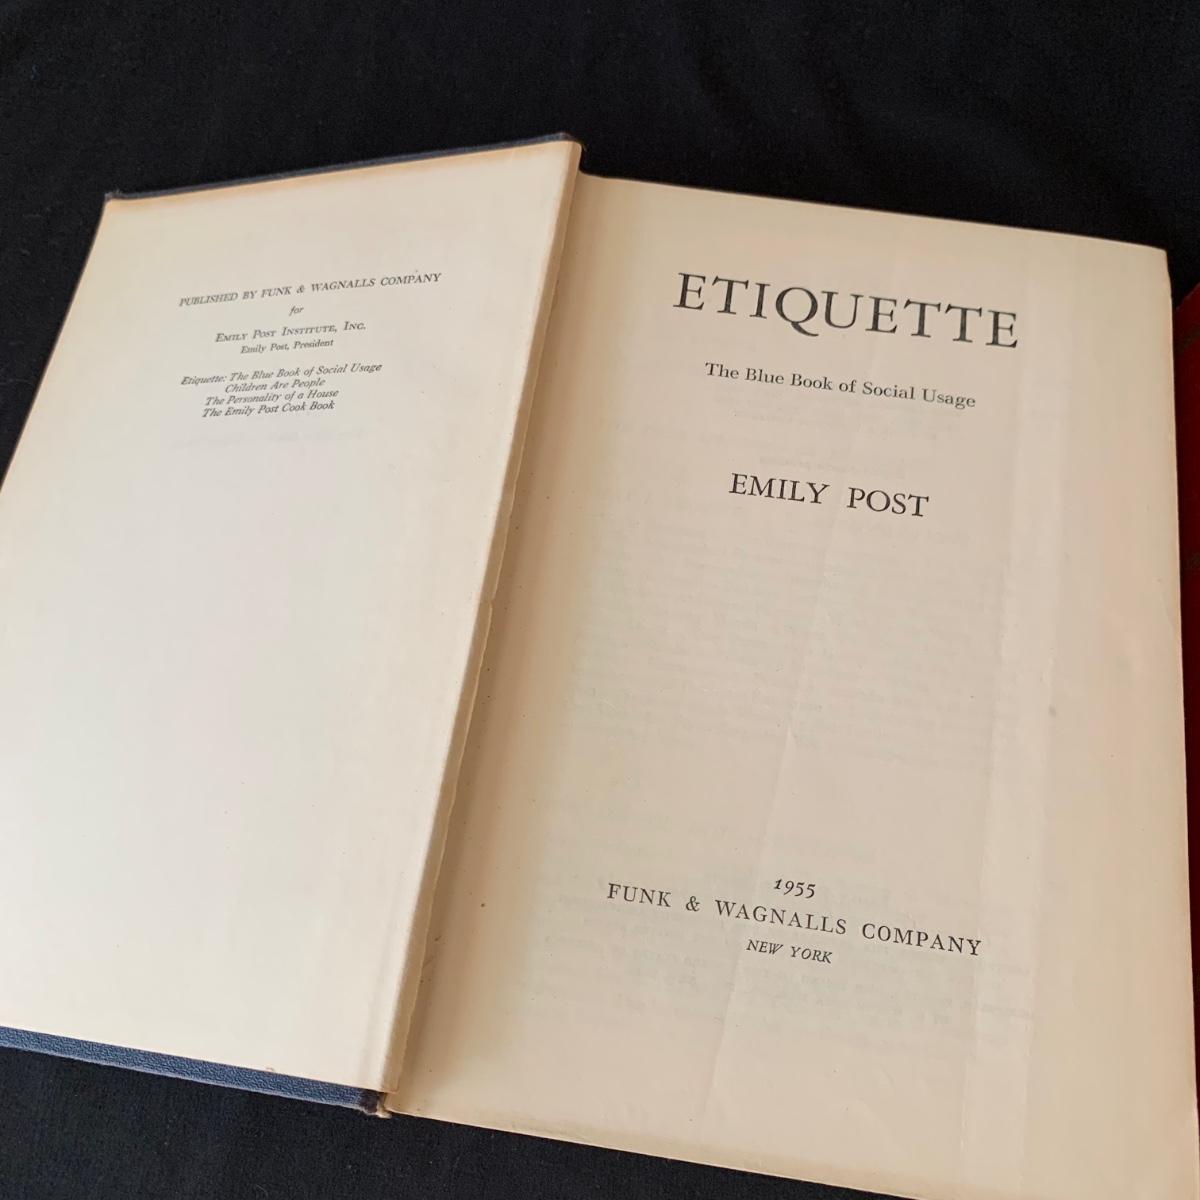 PUBLISHED BY FUNK & WAGNALLS COMPANY
for
EMILY POST INSTITUTE, INC.
Emily Post, President
Etiquette: The Blue Book of Social Usage
Children Are People
The Personality of a House
The Emily Post Cook Book
ETIQUETTE
The Blue Book of Social Usage
EMILY POST
1955
FUNK & WAGNALLS COMPANY
NEW YORK